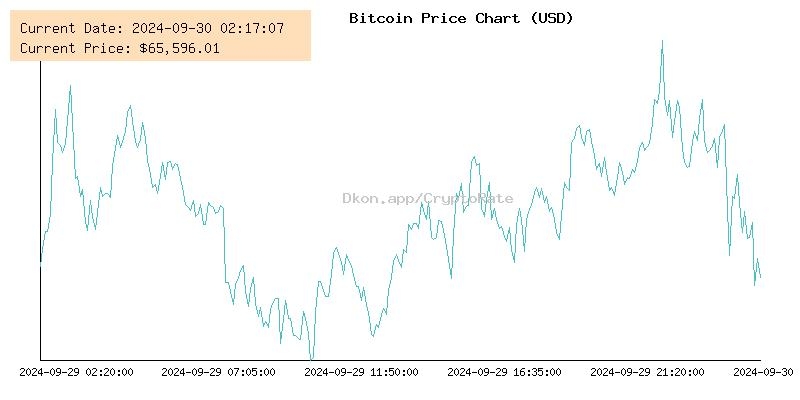 Bitcoin Price Chart (USD)
Current Date: 2024-09-30 02:17:07
Current Price: $65,596.01
Dkon.app/CryptoRate
2024-09-29 02:20:00 2024-09-29 07:05:00 2024-09-29 11:50:00 2024-09-29 16:35:00 2024-09-29 21:20:00 2024-09-30